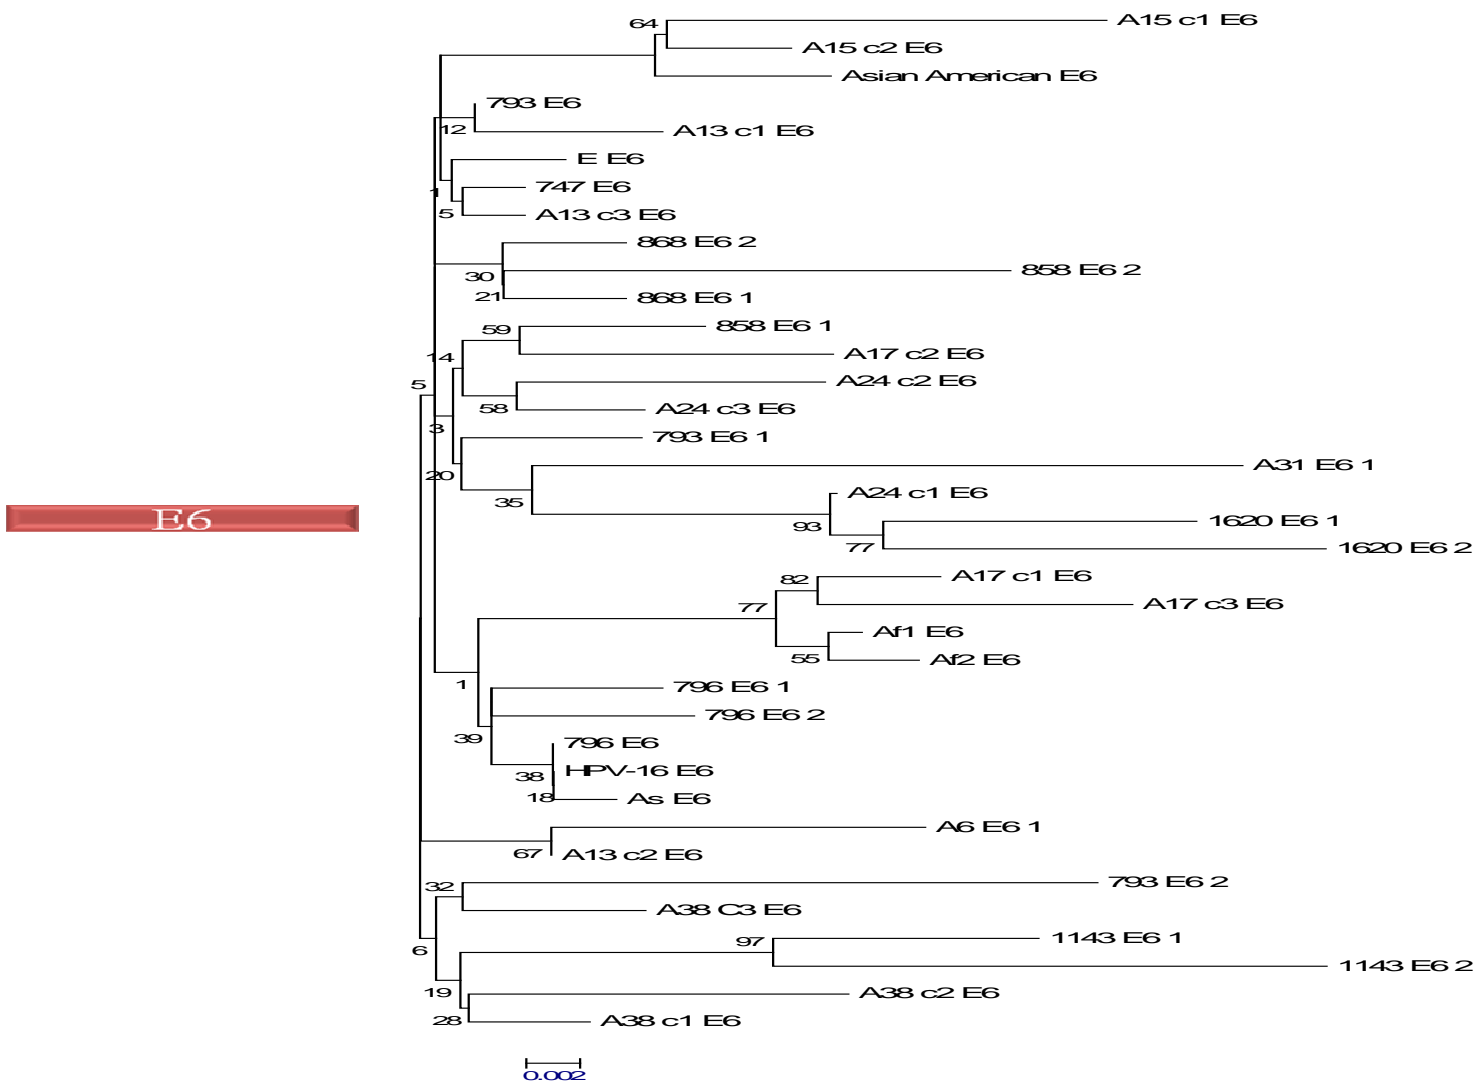 64
A15 c1 E6
A15 c2 E6
Asian American E6
793 E6
12
A13 c1 E6
E E6
747 E6
1
5
A13 c3 E6
868 E6 2
30
858 E6 2
21
868 E6 1
59
858 E6 1
14
A17 c2 E6
5
A24 c2 E6
58
A24 c3 E6
3
793 E6 1
20
A31 E6 1
35
A24 c1 E6
E6
93
1620 E6 1
77
1620 E6 2
82
A17 c1 E6
77
A17 c3 E6
Af1 E6
55
Af2 E6
1
796 E6 1
796 E6 2
39
796 E6
38
HPV-16 E6
18
As E6
A6 E6 1
67
A13 c2 E6
32
793 E6 2
A38 C3 E6
6
97
1143 E6 1
1143 E6 2
19
A38 c2 E6
28
A38 c1 E6
0.002